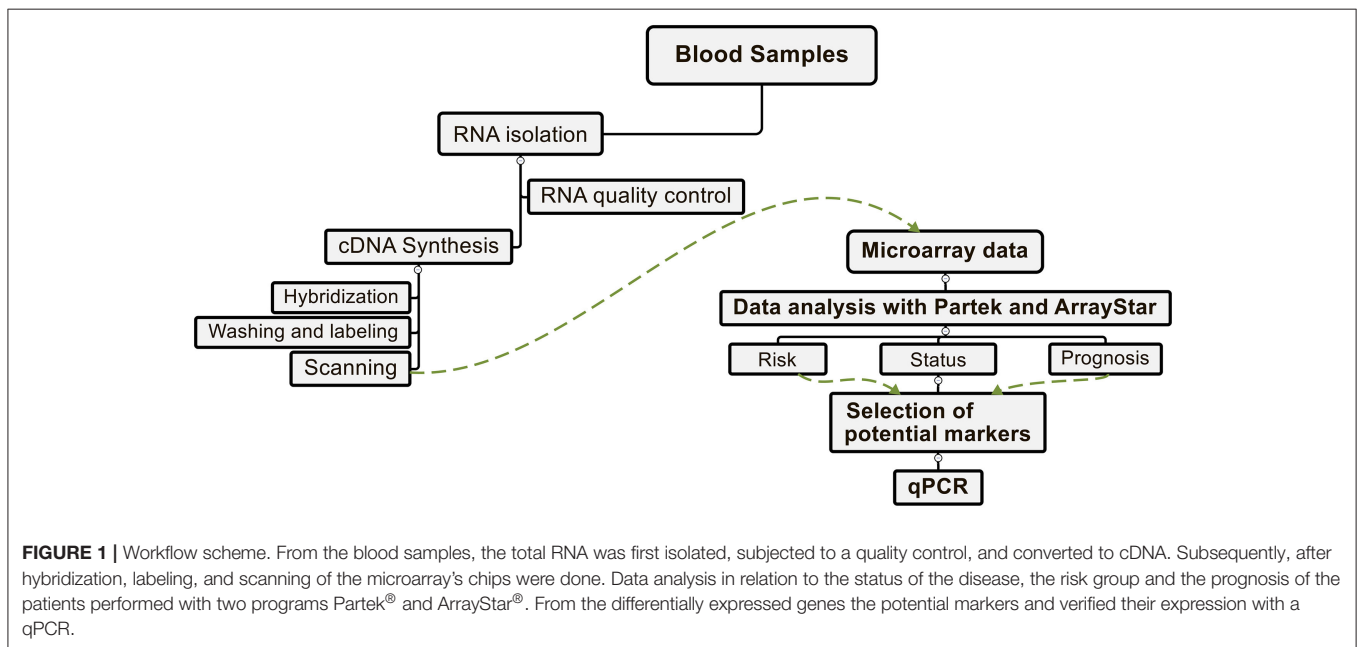 Blood Samples
RNA isolation
RNA quality control
cDNA Synthesis
Hybridization
Washing and labeling
Scanning
Microarray data
Data analysis with Partek and ArrayStar
Risk
Status
Prognosis
Selection of
potential markers
qPCR
FIGURE 1 | Workflow scheme. From the blood samples, the total RNA was first isolated, subjected to a quality control, and converted to cDNA. Subsequently, after
hybridization, labeling, and scanning of the microarray's chips were done. Data analysis in relation to the status of the disease, the risk group and the prognosis of the
patients performed with two programs Partek® and ArrayStar®. From the differentially expressed genes the potential markers and verified their expression with a
qPCR.